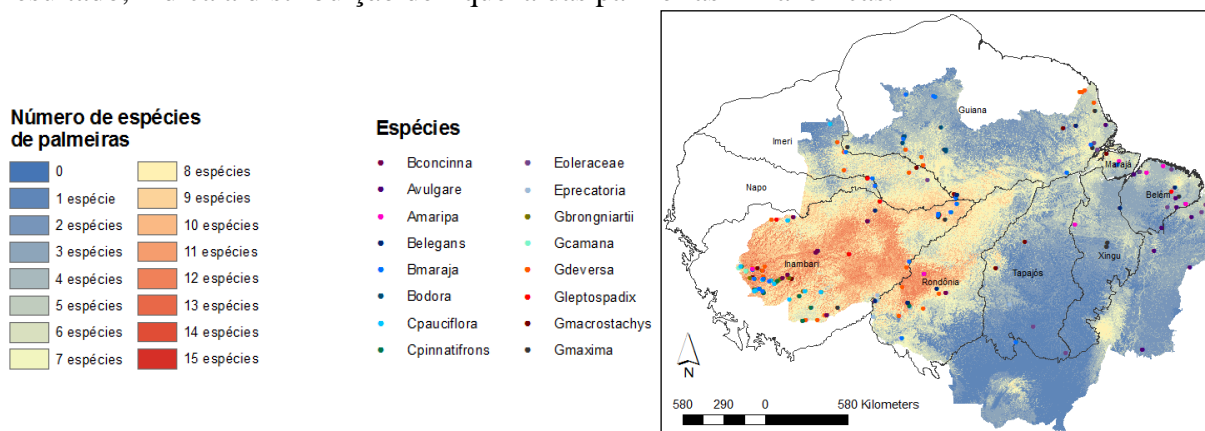 Número de espécies
de palmeiras
0
1 espécie
2 espécies
3 espécies
4 espécies
5 espécies
6 espécies
7 espécies
8 espécies
9 espécies
10 espécies
11 espécies
12 espécies
13 espécies
14 espécies
15 espécies
Espécies
Bconcinna
Avulgare
Amaripa
Belegans
Bmaraja
Bodora
Cpauciflora
Cpinnatifrons
Eoleraceae
Eprecatoria
Gbrongniartii
Gcamana
Gdeversa
Gleptospadix
Gmacrostachys
Gmaxima
Guiana
Imeri
Napo
Marajá
Belém
Inambari
Rondônia
Tapajós
Xingu
N
580 290 0 580 Kilometers